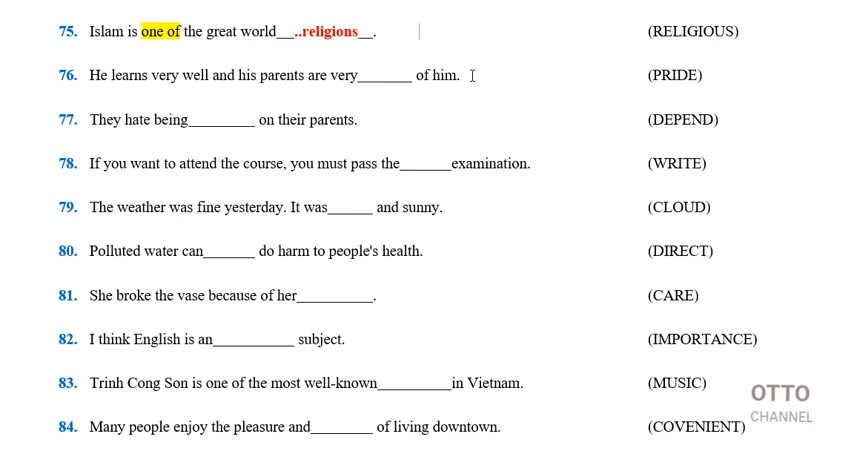 75. Islam is one of the great world__..religions__. (RELIGIOUS)
76. He learns very well and his parents are very_______ of him. (PRIDE)
77. They hate being_________ on their parents. (DEPEND)
78. If you want to attend the course, you must pass the_______examination. (WRITE)
79. The weather was fine yesterday. It was______ and sunny. (CLOUD)
80. Polluted water can_______ do harm to people's health. (DIRECT)
81. She broke the vase because of her__________. (CARE)
82. I think English is an___________ subject. (IMPORTANCE)
83. Trinh Cong Son is one of the most well-known__________in Vietnam. (MUSIC)
84. Many people enjoy the pleasure and________ of living downtown. (COVENIENT)
OTTO
CHANNEL